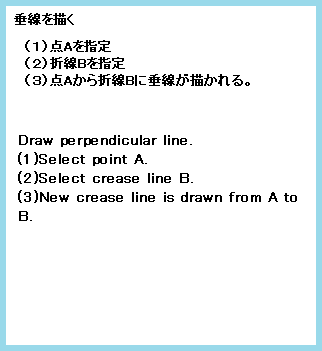 垂線を描く
（１）点Aを指定
（２）折線Bを指定
（３）点Aから折線Bに垂線が描かれる。
Draw perpendicular line.
(1)Select point A.
(2)Select crease line B.
(3)New crease line is drawn from A to
B.